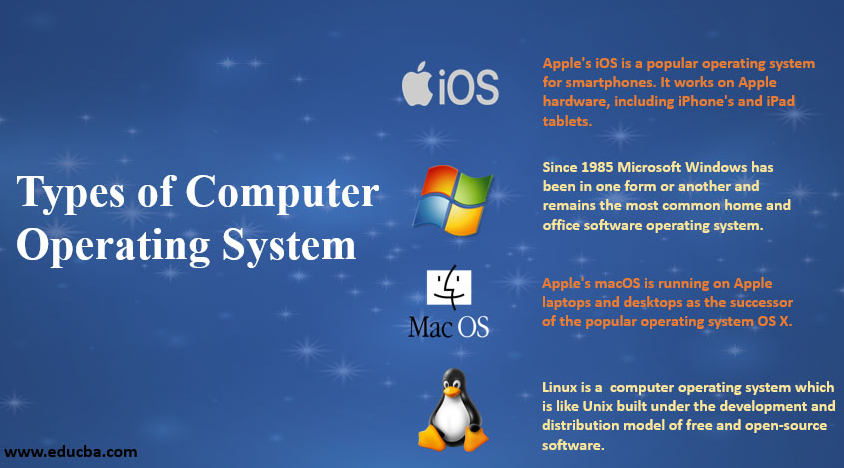 Types of Computer
Operating System
iOS
Apple's iOS is a popular operating system
for smartphones. It works on Apple
hardware, including iPhone's and iPad
tablets.
Since 1985 Microsoft Windows has
been in one form or another and
remains the most common home and
office software operating system.
Mac OS
Apple's macOS is running on Apple
laptops and desktops as the successor
of the popular operating system OS X.
Linux is a  computer operating system which
is like Unix built under the development and
distribution model of free and open-source
software.
www.educba.com